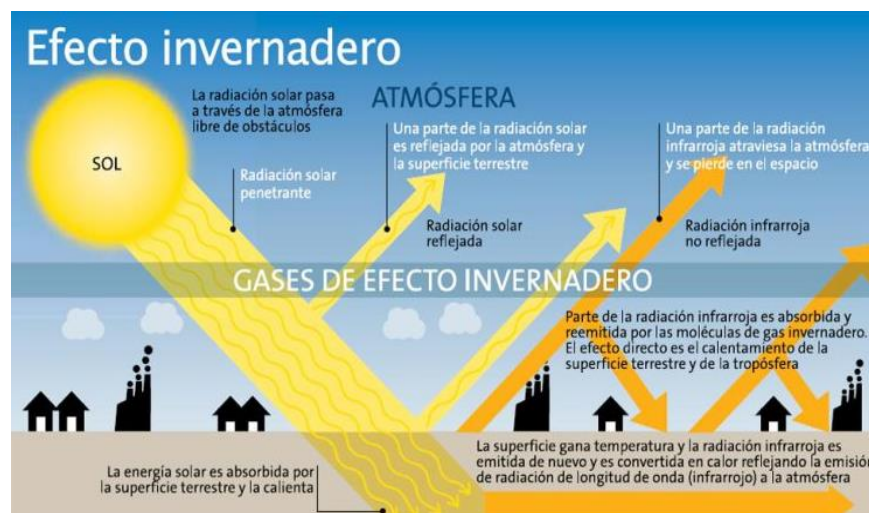 Efecto invernadero
SOL
La radiación solar pasa
a través de la atmósfera
libre de obstáculos
ATMÓSFERA
Radiación solar
penetrante
Una parte de la radiación solar
es reflejada por la atmósfera y
la superficie terrestre
Radiación solar
reflejada
Una parte de la radiación
infrarroja atraviesa la atmósfera
y se pierde en el espacio
Radiación infrarroja
no reflejada
GASES DE EFECTO INVERNADERO
Parte de la radiación infrarroja es absorbida y
reemitida por las moléculas de gas invernadero.
El efecto directo es el calentamiento de la
superficie terrestre y de la tropósfera
La energía solar es absorbida por
la superficie terrestre y la calienta
La superficie gana temperatura y la radiación infrarroja es
emitida de nuevo y es convertida en calor reflejando la emisión
de radiación de longitud de onda (infrarrojo) a la atmósfera